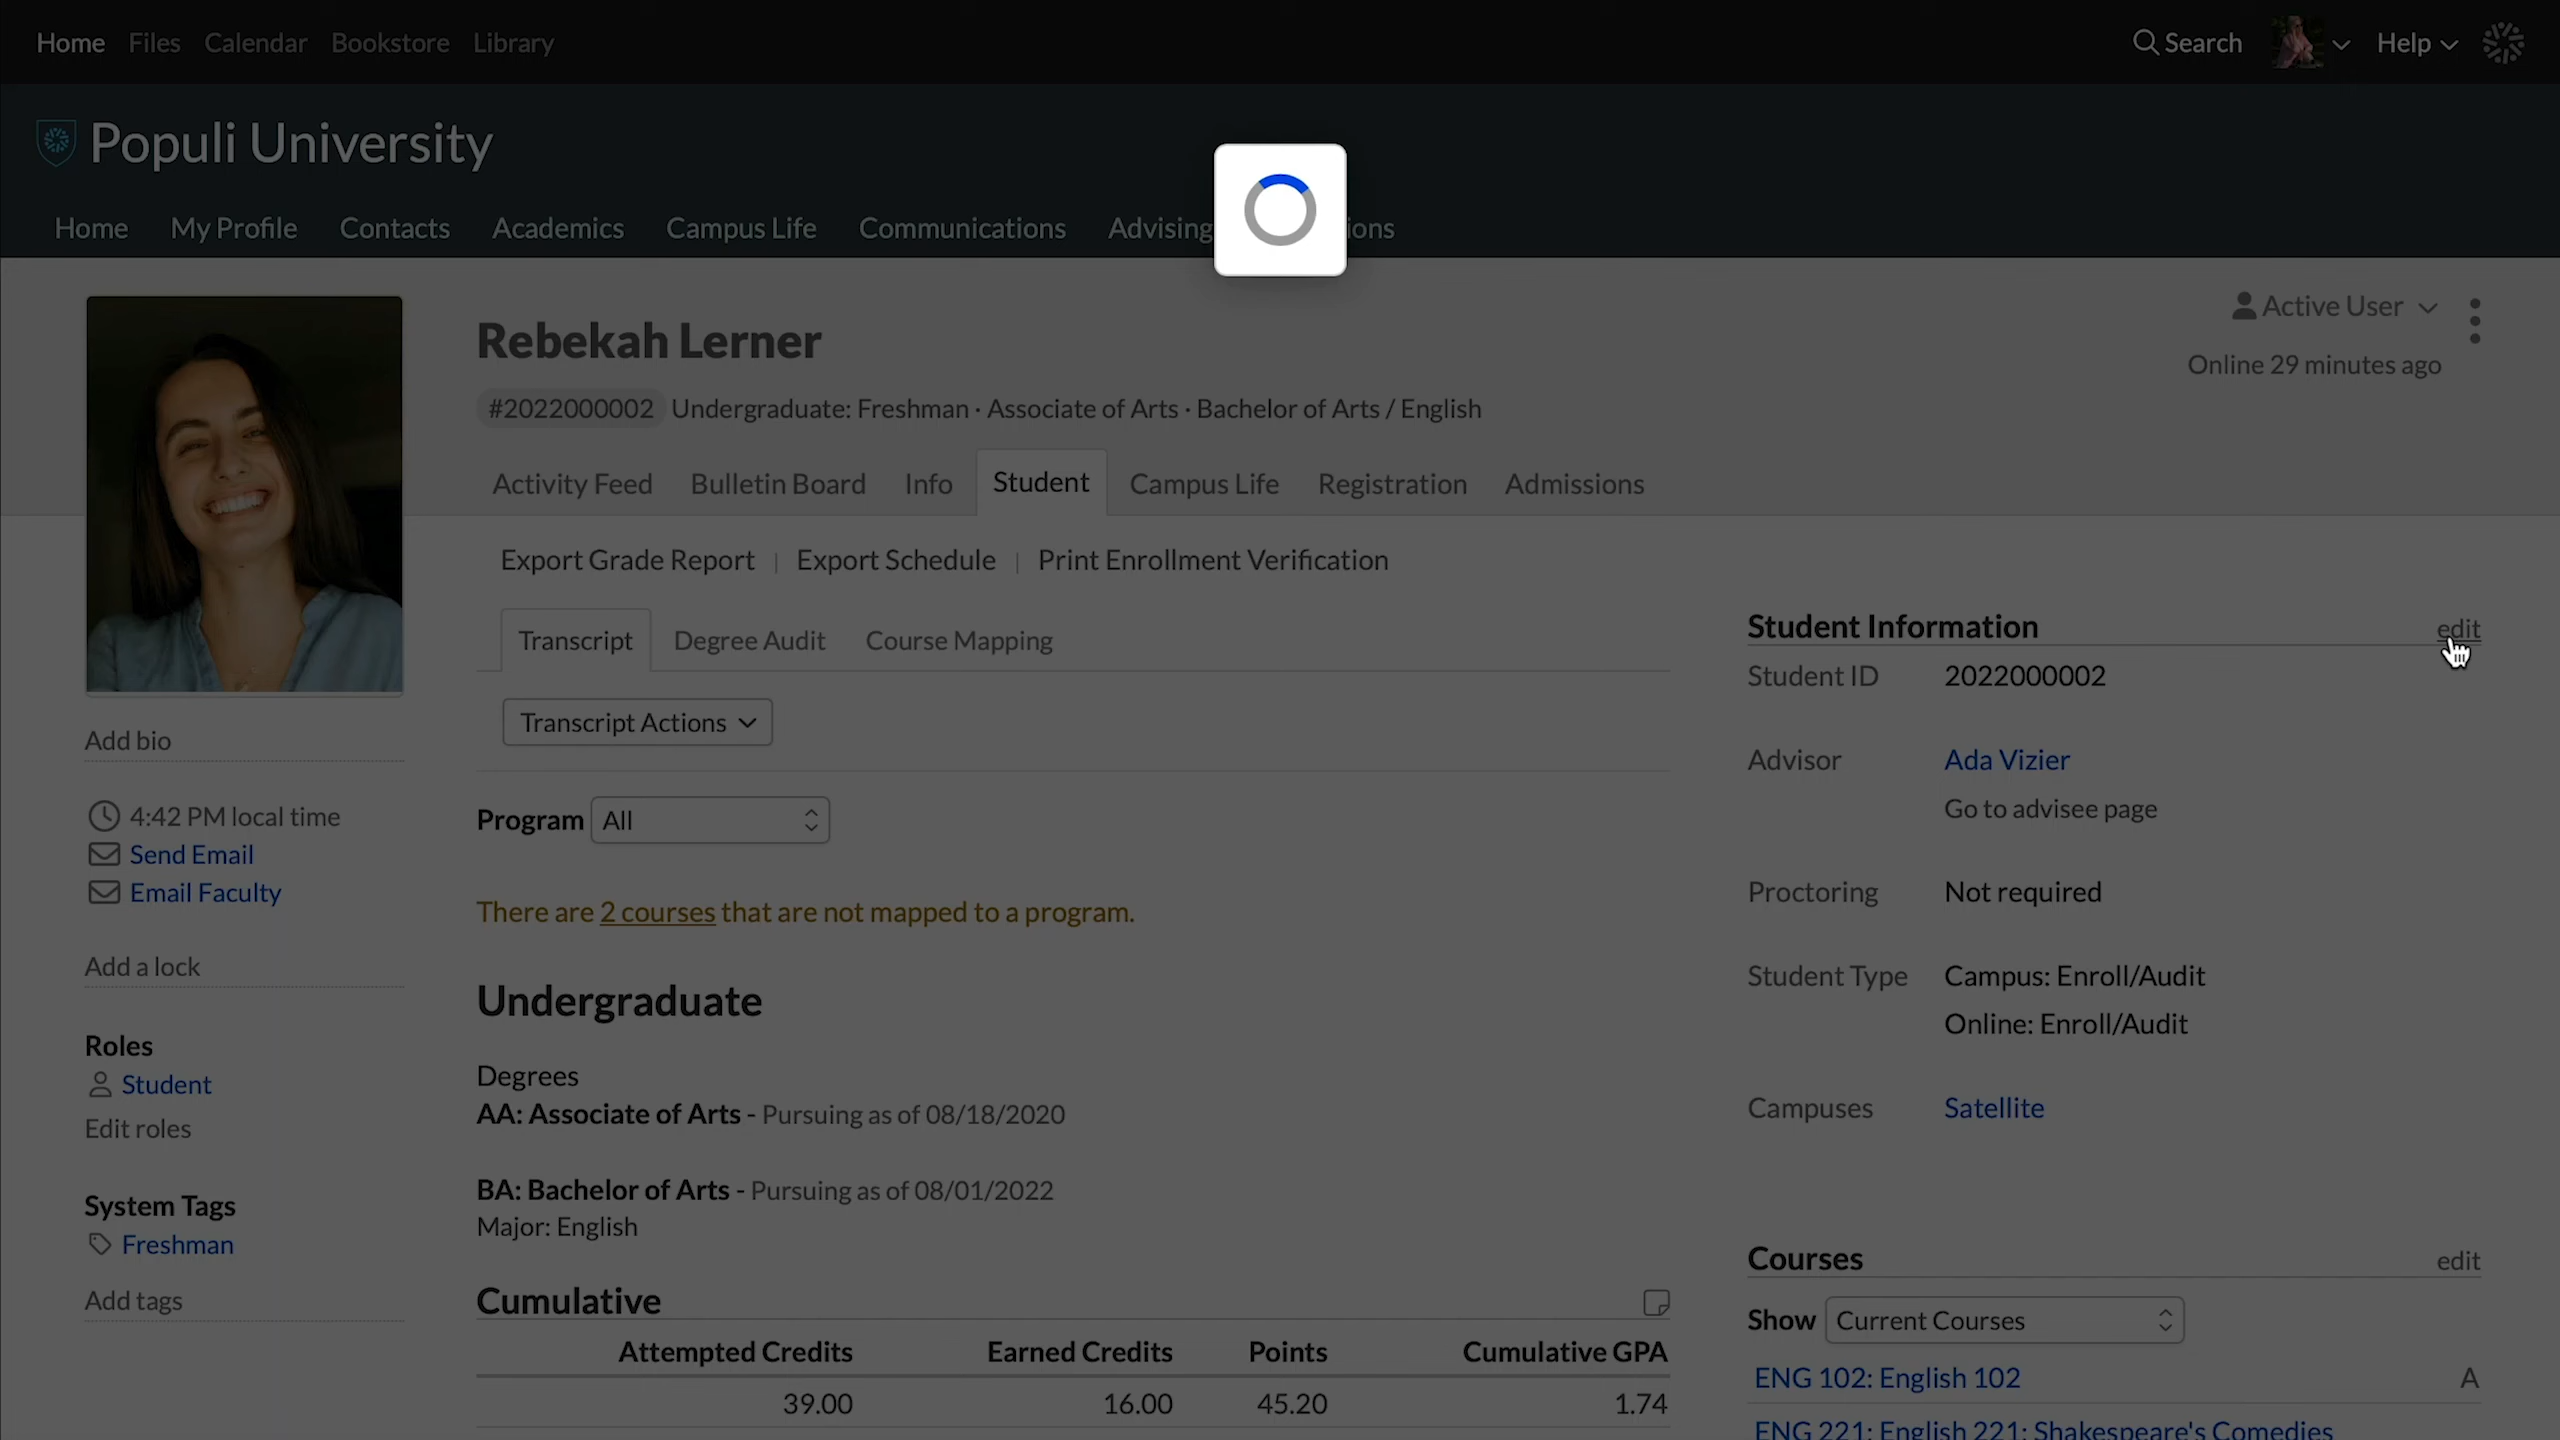 Home Files Calendar Bookstore Library
Search Help
Populi University
Home My Profile Contacts Academics Campus Life Communications Advising ions
Rebekah Lerner
Active User
Online 29 minutes ago
#2022000002 Undergraduate: Freshman · Associate of Arts · Bachelor of Arts / English
Activity Feed Bulletin Board Info Student Campus Life Registration Admissions
Export Grade Report | Export Schedule | Print Enrollment Verification
Transcript Degree Audit Course Mapping
Transcript Actions
Program All
There are 2 courses that are not mapped to a program.
Undergraduate
Degrees
AA: Associate of Arts - Pursuing as of 08/18/2020
BA: Bachelor of Arts - Pursuing as of 08/01/2022
Major: English
Cumulative
Attempted Credits Earned Credits Points Cumulative GPA
39.00 16.00 45.20 1.74
Add bio
4:42 PM local time
Send Email
Email Faculty
Add a lock
Roles
Student
Edit roles
System Tags
Freshman
Add tags
Student Information edit
Student ID 2022000002
Advisor Ada Vizier
Go to advisee page
Proctoring Not required
Student Type Campus: Enroll/Audit
Online: Enroll/Audit
Campuses Satellite
Courses edit
Show Current Courses
ENG 102: English 102 A
ENG 221: English 221: Shakespeare's Comedies